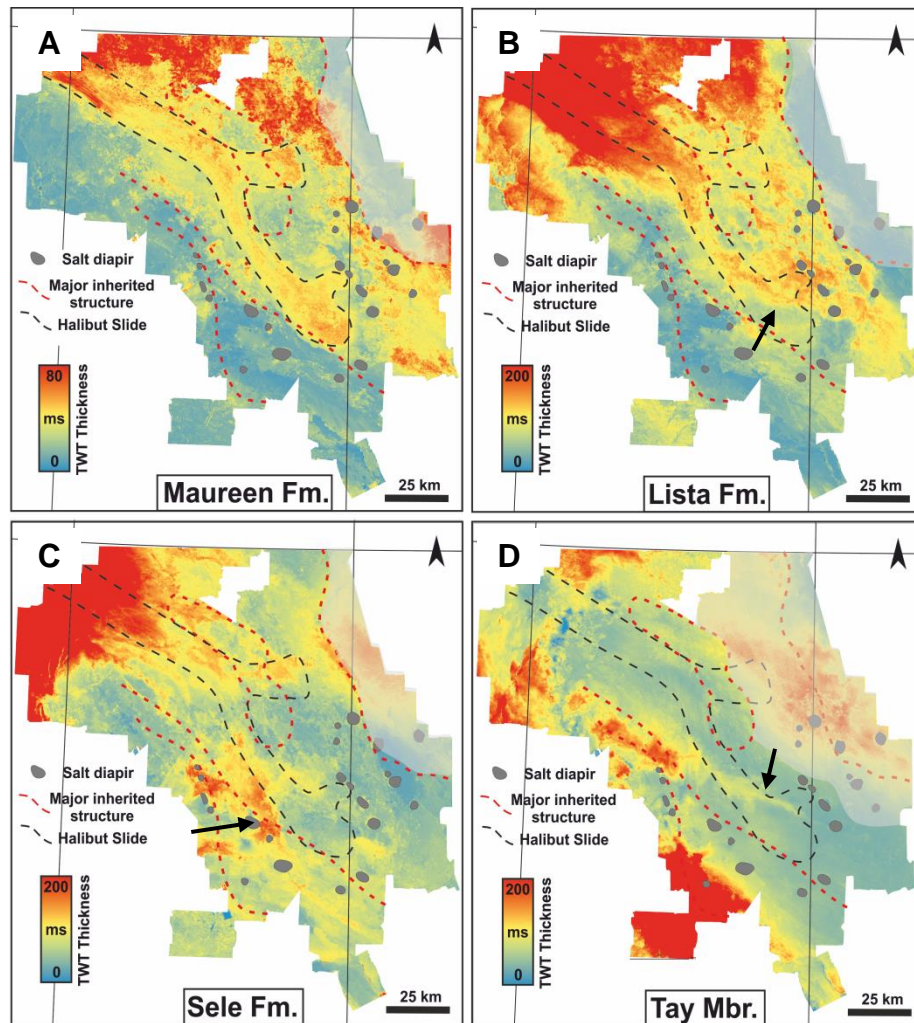 A
Salt diapir
Major inherited
structure
Halibut Slide
80
ms
0
TWT Thickness
25 km
Maureen Fm.
B
Salt diapir
Major inherited
structure
Halibut Slide
200
ms
0
TWT Thickness
25 km
Lista Fm.
C
Salt diapir
Major inherited
structure
Halibut Slide
200
ms
0
TWT Thickness
25 km
Sele Fm.
D
Salt diapir
Major inherited
structure
Halibut Slide
200
ms
0
TWT Thickness
25 km
Tay Mbr.